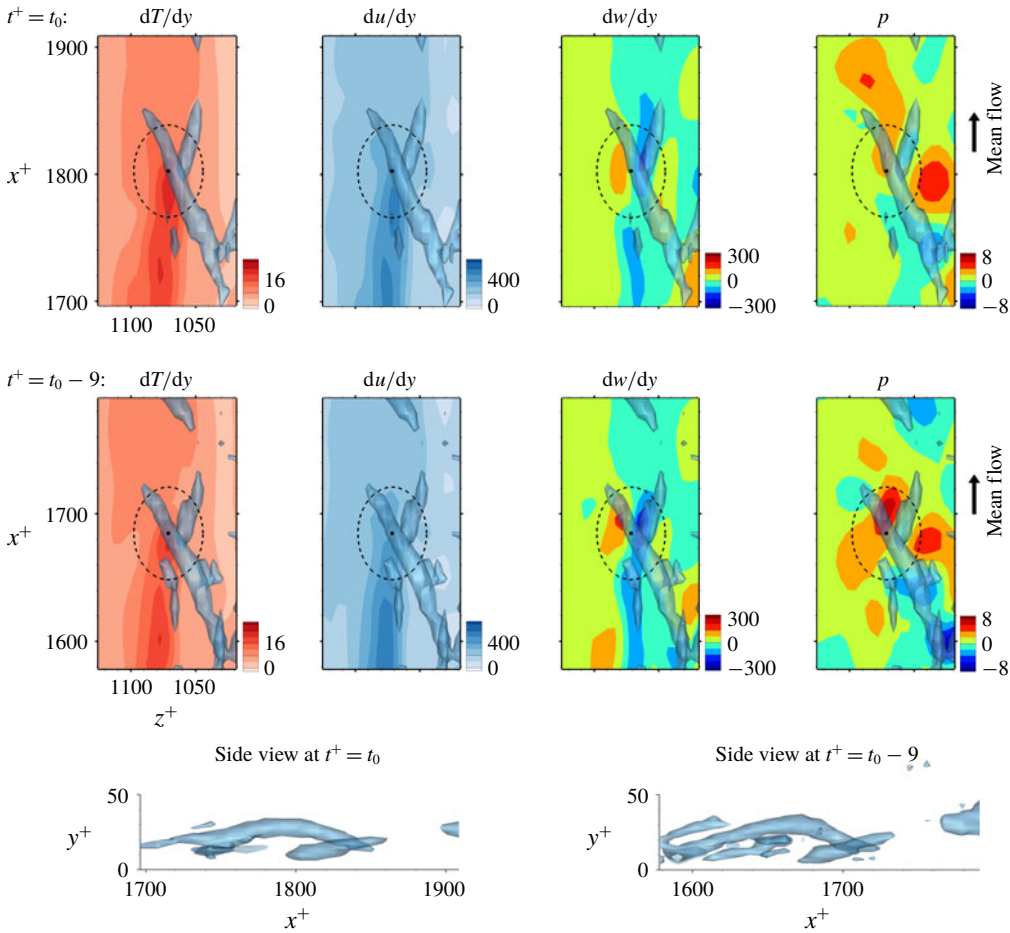 t⁺ = t₀: dT/dy du/dy dw/dy p
1900
1800
1700
x⁺
1100 1050
16
0
400
0
300
0
−300
8
0
−8
Mean flow
t⁺ = t₀ − 9: dT/dy du/dy dw/dy p
1700
1600
x⁺
1100 1050
z⁺
16
0
400
0
300
0
−300
8
0
−8
Mean flow
Side view at t⁺ = t₀
50
y⁺
0
1700 1800 1900
x⁺
Side view at t⁺ = t₀ − 9
50
y⁺
0
1600 1700
x⁺